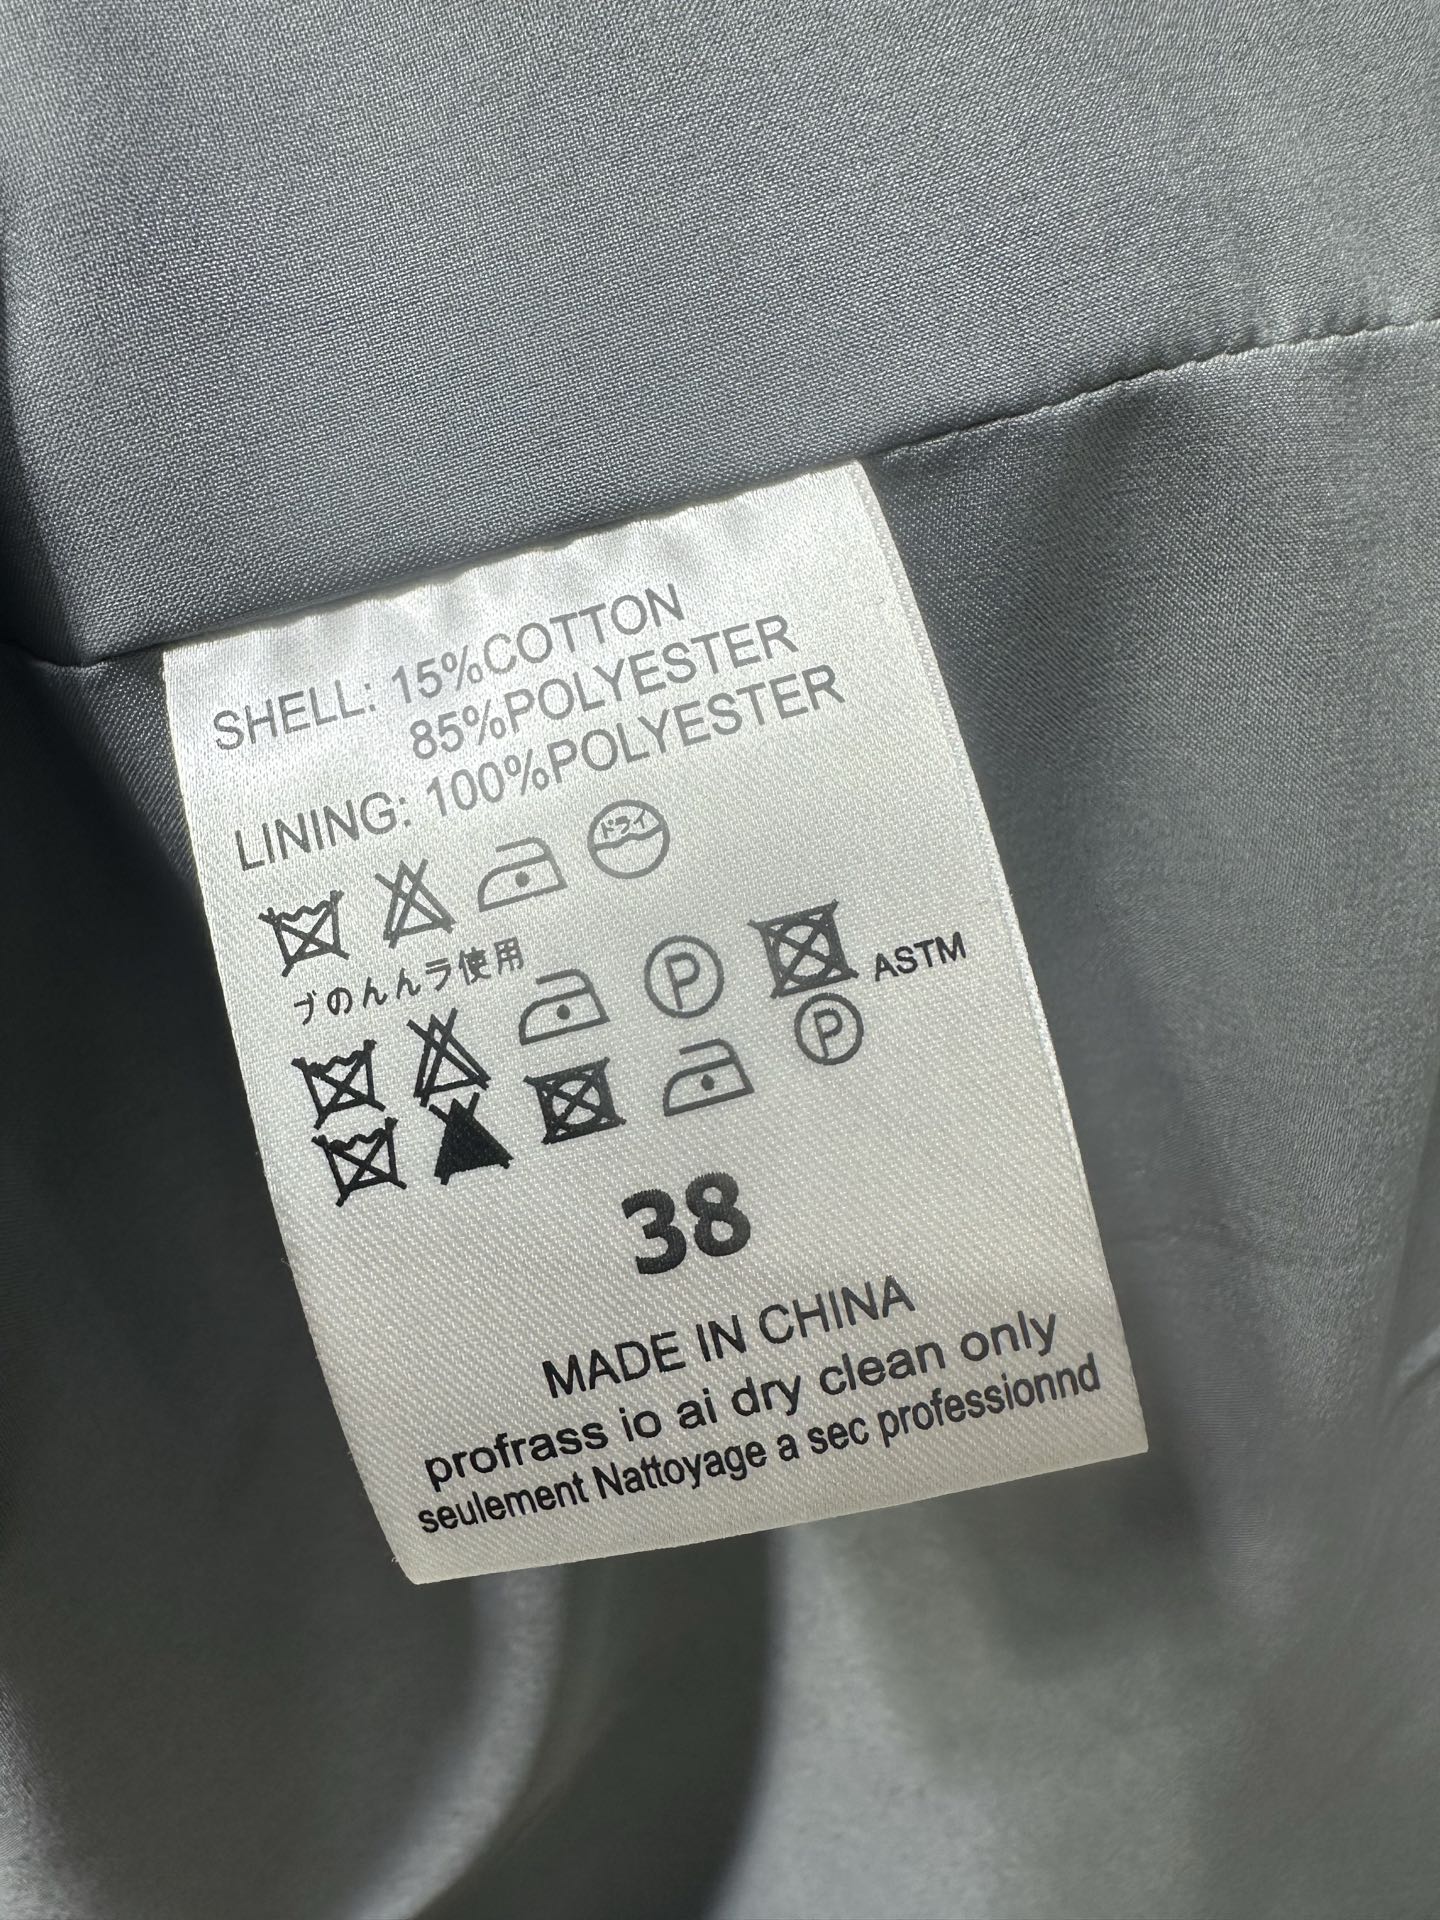 SHELL: 15%COTTON
85%POLYESTER
LINING: 100%POLYESTER
ドライ
ブのんんラ使用
P
ASTM
P
38
MADE IN CHINA
profrass io ai dry clean only
seulement Nattoyage a sec professionnd